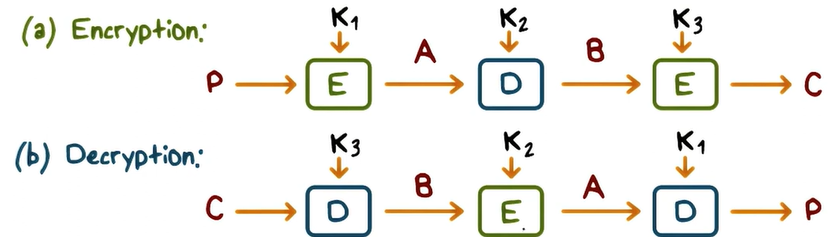 K1 K2 K3
(a) Encryption:
A B
P E D E C
K3 K2 K1
(b) Decryption:
B A
C D E D P